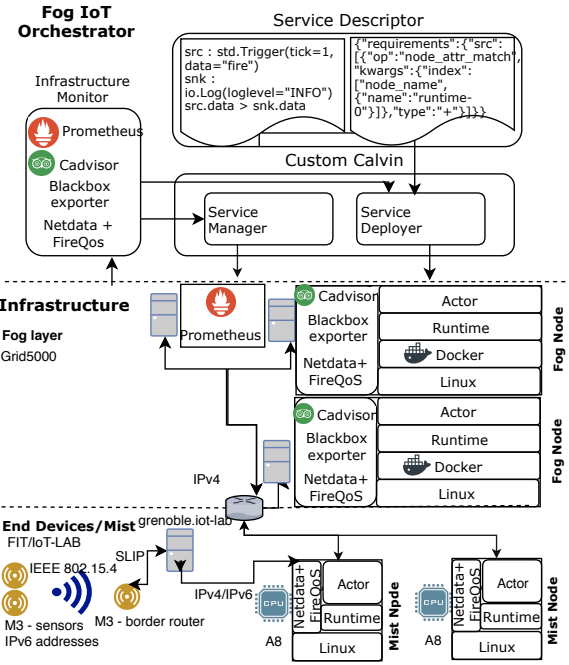 Fog IoT
Orchestrator
Service Descriptor
src : std.Trigger(tick=1,
data="fire")
snk :
io.Log(loglevel="INFO")
src.data > snk.data
{"requirements":{"src":
[{"op":"node_attr_match",
"kwargs":{"index":
["node_name",
{"name":"runtime-
0"}]},"type":"+"}]}}
Infrastructure
Monitor
Prometheus
Cadvisor
Blackbox
exporter
Netdata +
FireQos
Custom Calvin
Service
Manager
Service
Deployer
Infrastructure
Fog layer
Grid5000
Prometheus
Cadvisor
Blackbox
exporter
Netdata+
FireQoS
Actor
Runtime
Docker
Linux
Fog Node
Cadvisor
Blackbox
exporter
Netdata+
FireQoS
Actor
Runtime
Docker
Linux
Fog Node
IPv4
End Devices/Mist
grenoble.iot-lab
FIT/IoT-LAB
SLIP
IEEE 802.15.4
M3 - sensors
IPv6 addresses
M3 - border router
IPv4/IPv6
CPU
A8
Netdata+
FireQoS
Actor
Runtime
Linux
Mist Npde
CPU
A8
Netdata+
FireQoS
Actor
Runtime
Linux
Mist Node